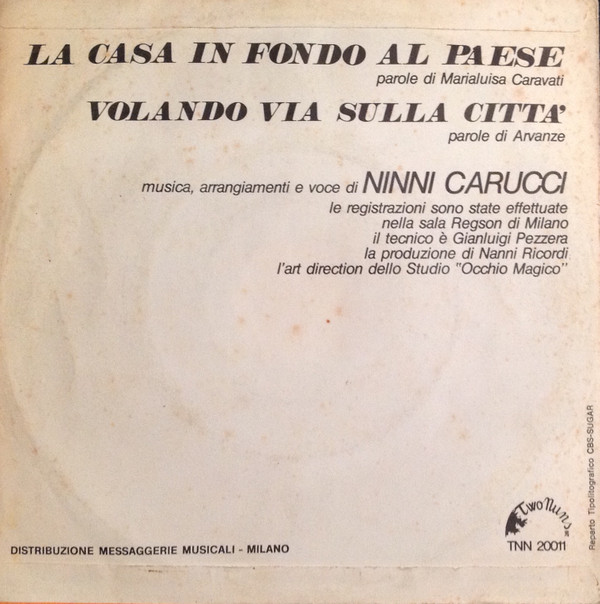 LA CASA IN FONDO AL PAESE
parole di Marialuisa Caravati
VOLANDO VIA SULLA CITTA'
parole di Arvanze
musica, arrangiamenti e voce di NINNI CARUCCI
le registrazioni sono state effettuate
nella sala Regson di Milano
il tecnico è Gianluigi Pezzera
la produzione di Nanni Ricordi
l'art direction dello Studio "Occhio Magico"
Reparto Tipolitografico CBS-SUGAR
Two Nuns
TNN 20011
DISTRIBUZIONE MESSAGGERIE MUSICALI - MILANO